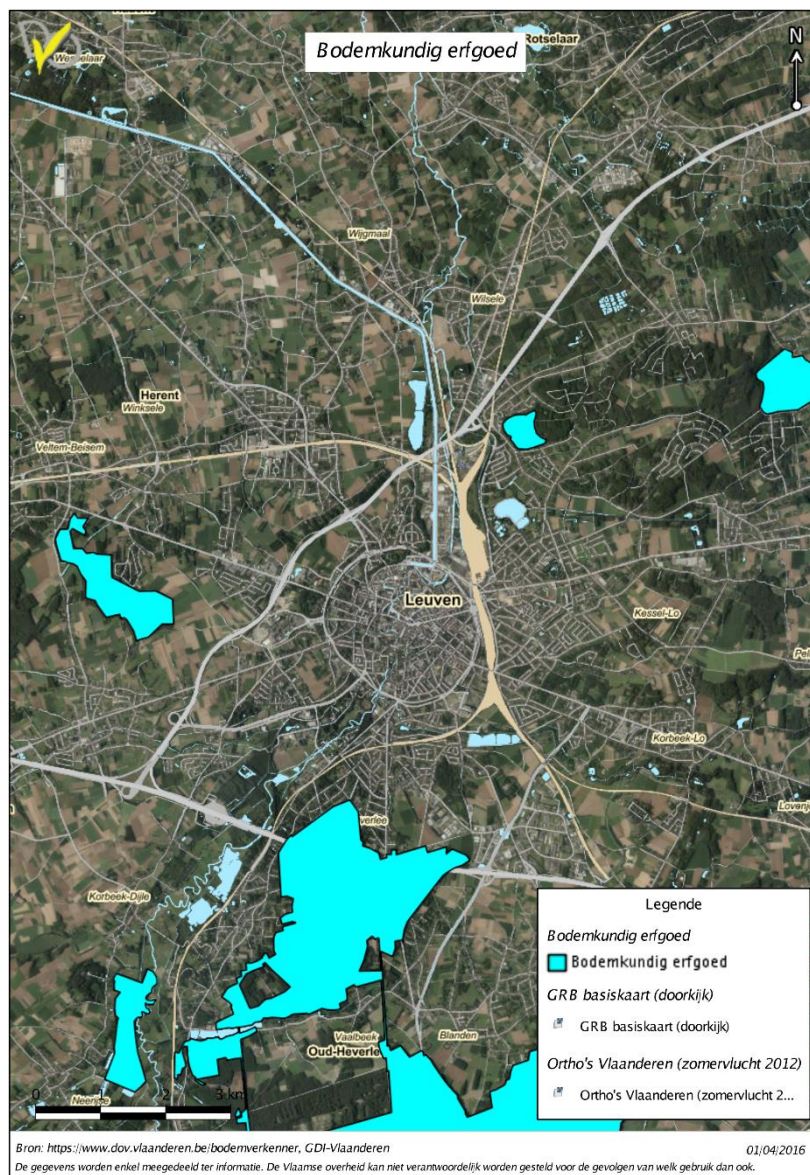 Bodemkundig erfgoed
Rotselaar
N
Wijgmaal
Wilsele
Herent
Winksele
Veltem-Beisem
Leuven
Kessel-Lo
Korbeek-Lo
Korbeek-Dijle
Vaalbeek
Oud-Heverle
Blanden
Neerijse
0 1 2 3 km
Legende
Bodemkundig erfgoed
Bodemkundig erfgoed
GRB basiskaart (doorkijk)
GRB basiskaart (doorkijk)
Ortho's Vlaanderen (zomervlucht 2012)
Ortho's Vlaanderen (zomervlucht 2...
Bron: https://www.dov.vlaanderen.be/bodemverkenner, GDI-Vlaanderen
01/04/2016
De gegevens worden enkel meegedeeld ter informatie. De Vlaamse overheid kan niet verantwoordelijk worden gesteld voor de gevolgen van welk gebruik dan ook.